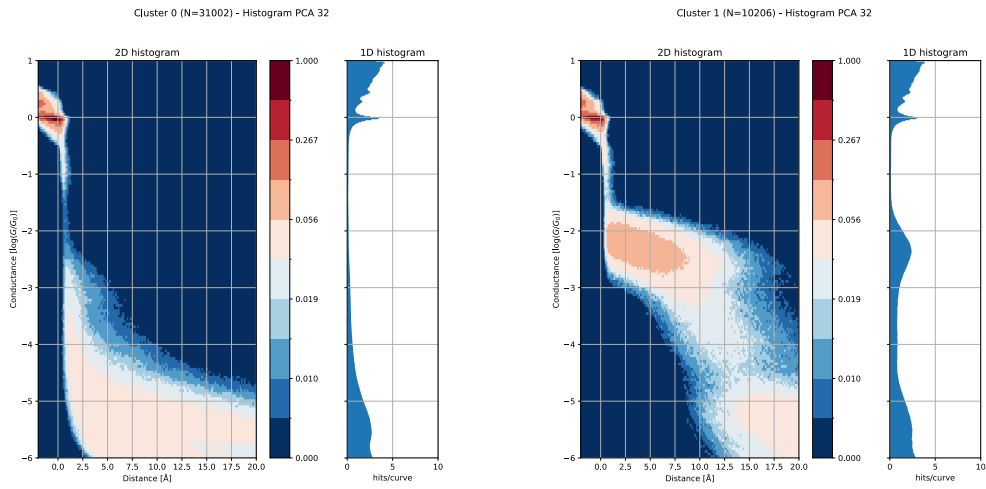 Cluster 0 (N=31002) - Histogram PCA 32
2D histogram
1D histogram
Conductance [log(G/G₀)]
1
0
−1
−2
−3
−4
−5
−6
0.0 2.5 5.0 7.5 10.0 12.5 15.0 17.5 20.0
Distance [Å]
1.000
0.267
0.056
0.019
0.010
0.000
0 5 10
hits/curve
Cluster 1 (N=10206) - Histogram PCA 32
2D histogram
1D histogram
Conductance [log(G/G₀)]
1
0
−1
−2
−3
−4
−5
−6
0.0 2.5 5.0 7.5 10.0 12.5 15.0 17.5 20.0
Distance [Å]
1.000
0.267
0.056
0.019
0.010
0.000
0 5 10
hits/curve